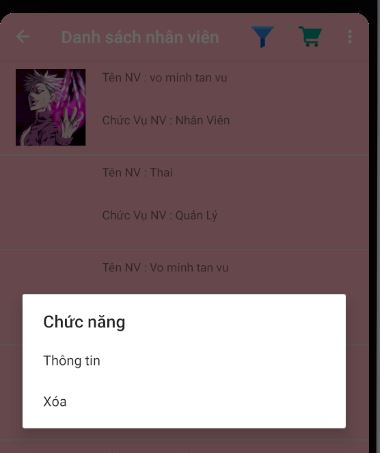 Danh sách nhân viên
Tên NV : vo minh tan vu
Chức Vụ NV : Nhân Viên
Tên NV : Thai
Chức Vụ NV : Quản Lý
Tên NV : Vo minh tan vu
Chức năng
Thông tin
Xóa